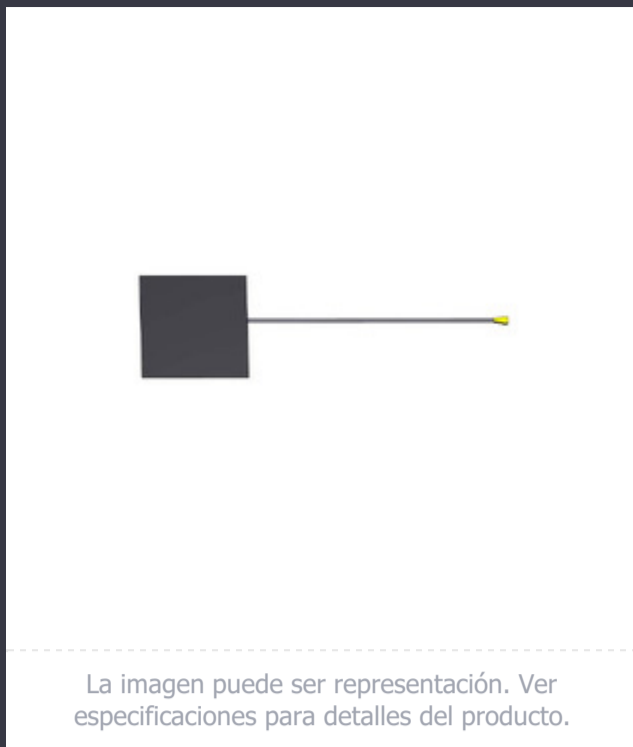 La imagen puede ser representación. Ver
especificaciones para detalles del producto.